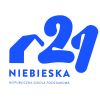 21
NIEBIESKA
NIEPUBLICZNA SZKOŁA PODSTAWOWA